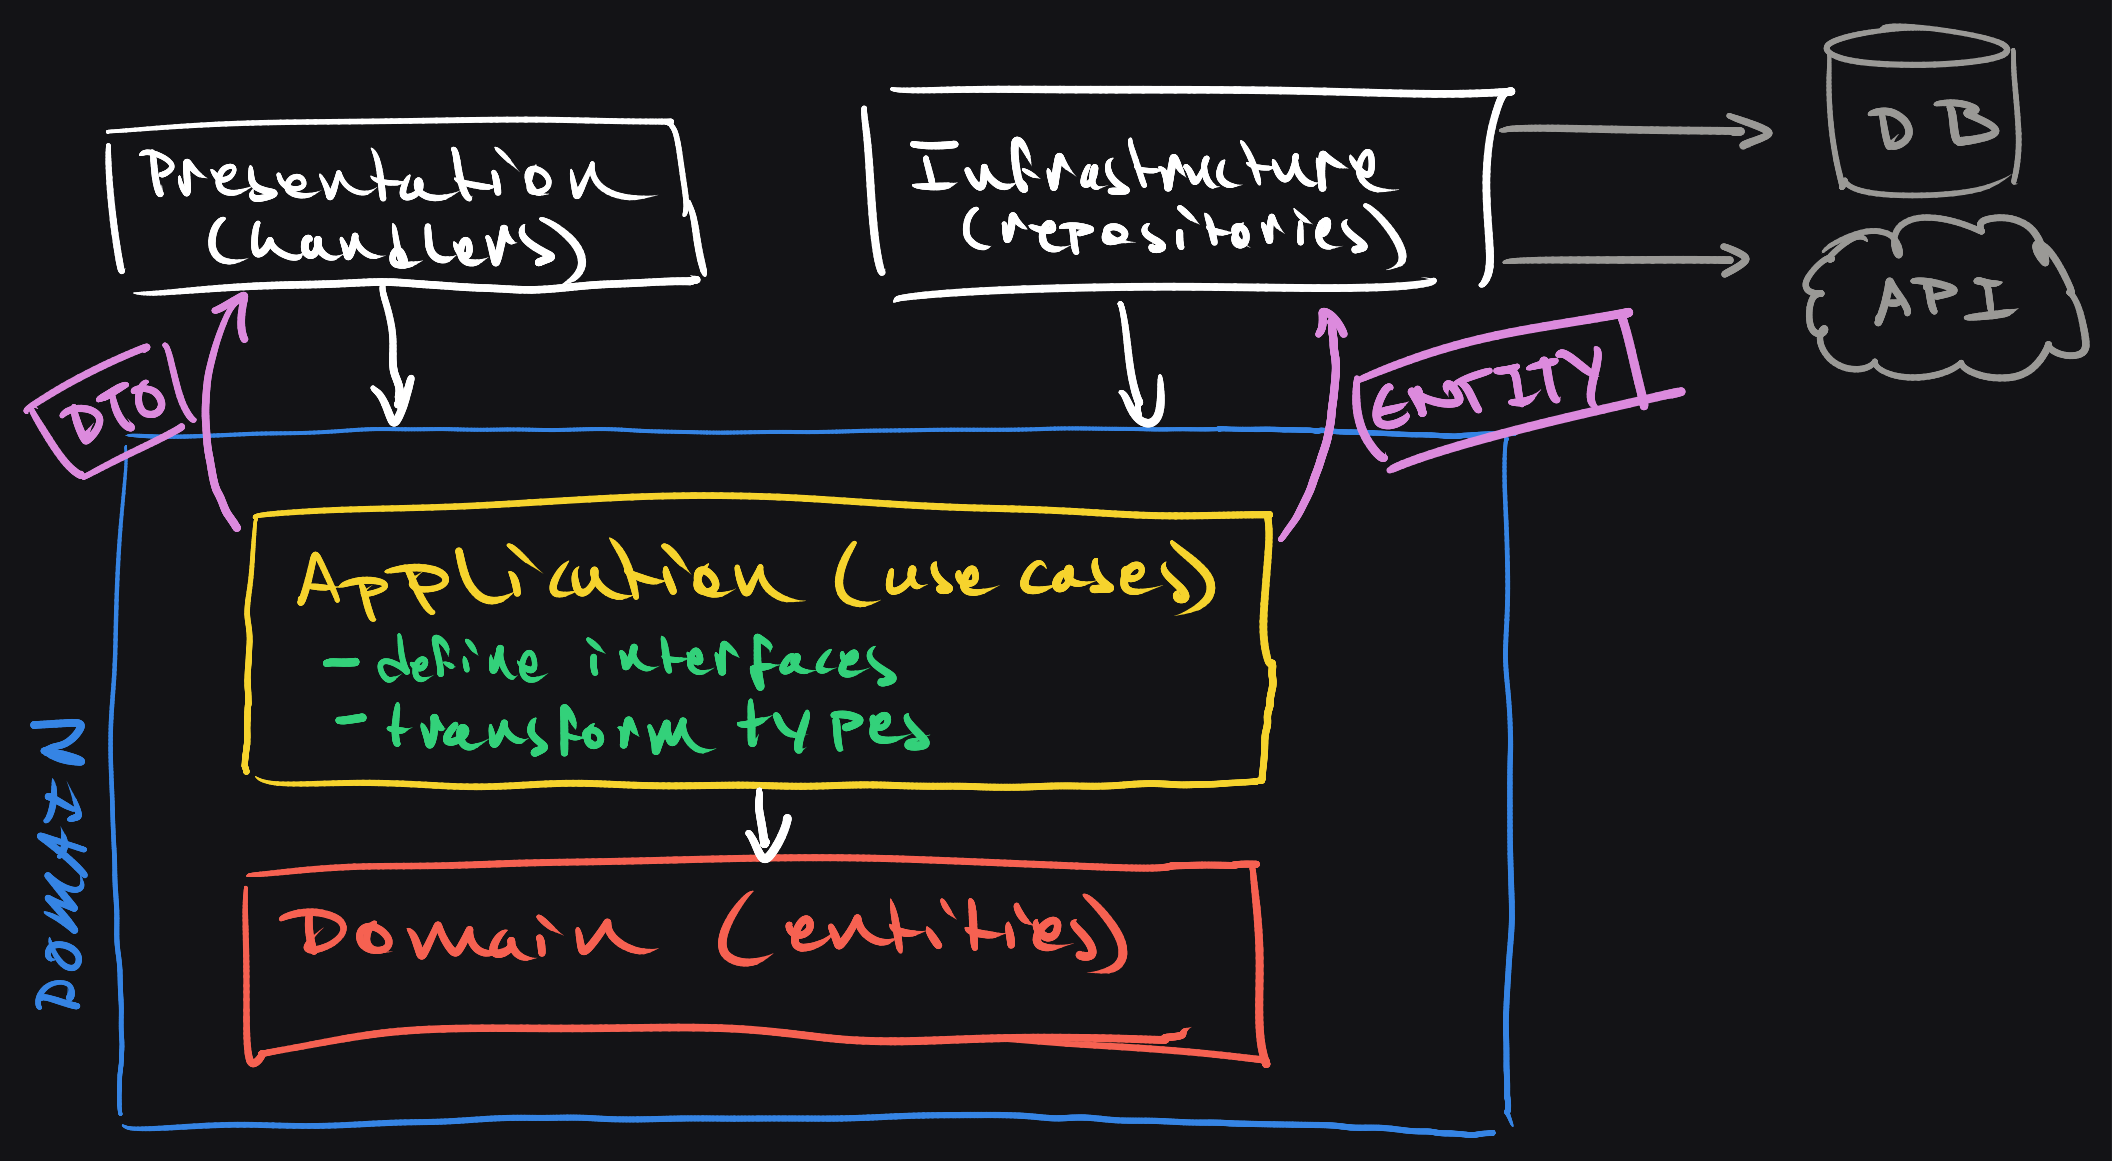 Presentation
(handlers)
Infrastructure
(repositories)
DB
API
DTO
ENTITY
Application (use cases)
- define interfaces
- transform types
DOMAIN
Domain (entities)